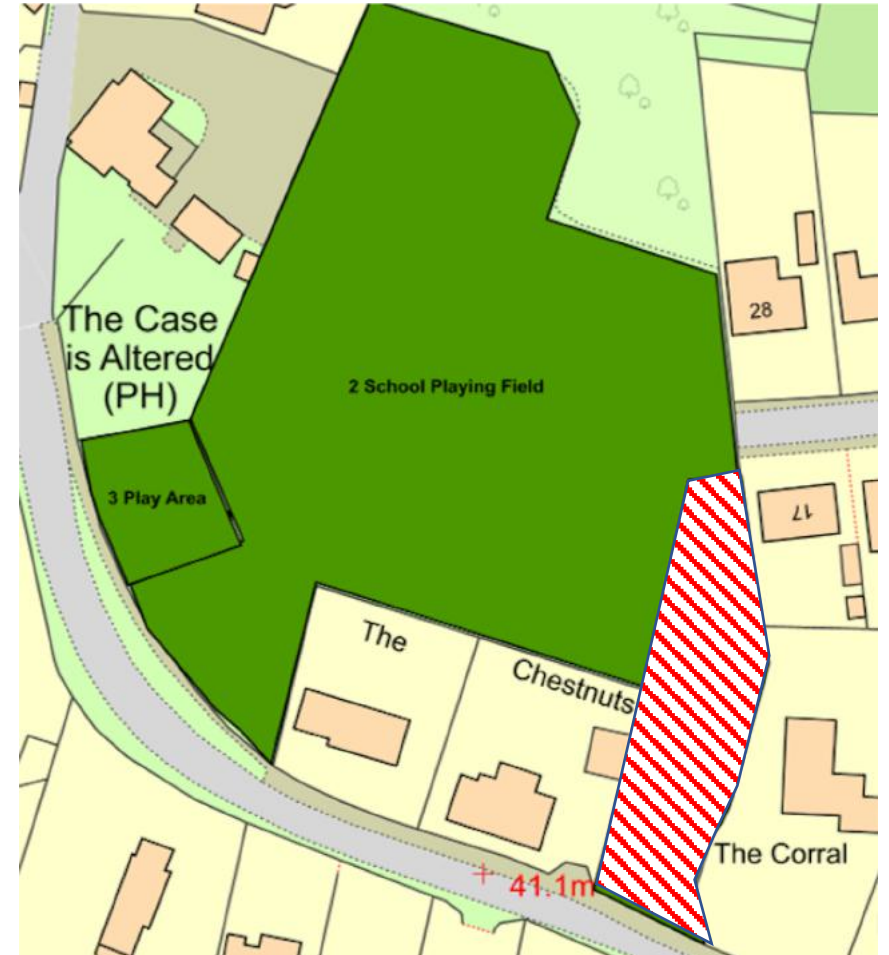 28
The Case
is Altered
(PH)
2 School Playing Field
3 Play Area
17
The
Chestnuts
The Corral
41.1m